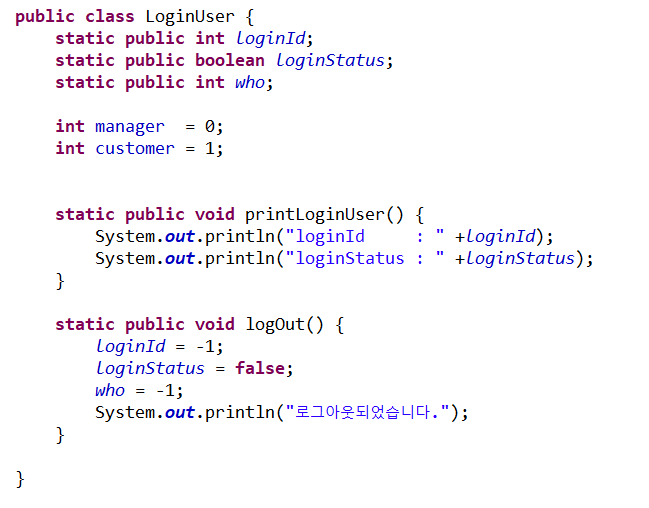 public class LoginUser {
    static public int loginId;
    static public boolean loginStatus;
    static public int who;

    int manager  = 0;
    int customer = 1;


    static public void printLoginUser() {
        System.out.println("loginId     : " +loginId);
        System.out.println("loginStatus : " +loginStatus);
    }

    static public void logOut() {
        loginId = -1;
        loginStatus = false;
        who = -1;
        System.out.println("로그아웃되었습니다.");
    }

}